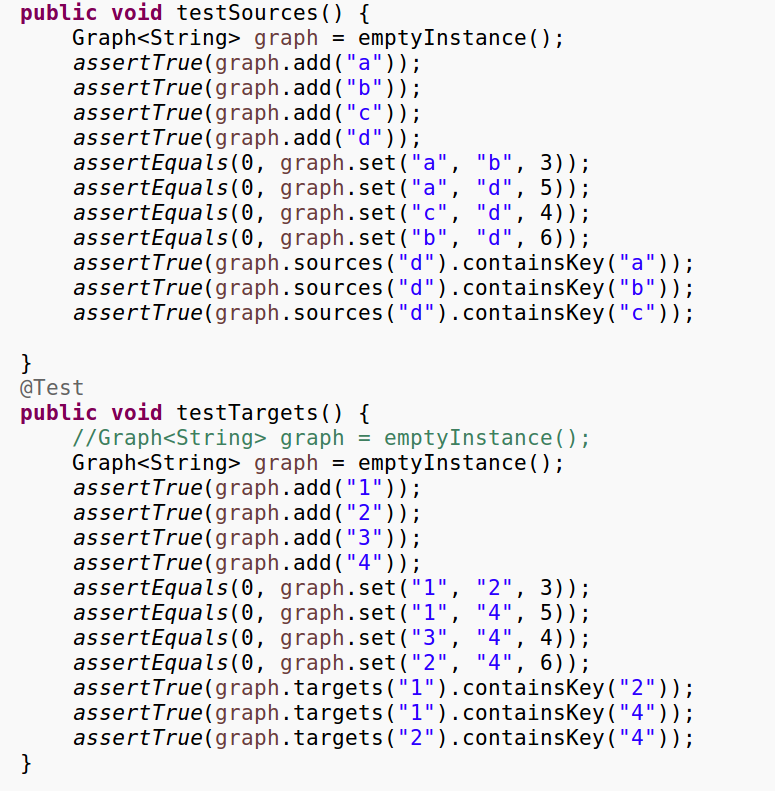 public void testSources() {
    Graph<String> graph = emptyInstance();
    assertTrue(graph.add("a"));
    assertTrue(graph.add("b"));
    assertTrue(graph.add("c"));
    assertTrue(graph.add("d"));
    assertEquals(0, graph.set("a", "b", 3));
    assertEquals(0, graph.set("a", "d", 5));
    assertEquals(0, graph.set("c", "d", 4));
    assertEquals(0, graph.set("b", "d", 6));
    assertTrue(graph.sources("d").containsKey("a"));
    assertTrue(graph.sources("d").containsKey("b"));
    assertTrue(graph.sources("d").containsKey("c"));

}
@Test
public void testTargets() {
    //Graph<String> graph = emptyInstance();
    Graph<String> graph = emptyInstance();
    assertTrue(graph.add("1"));
    assertTrue(graph.add("2"));
    assertTrue(graph.add("3"));
    assertTrue(graph.add("4"));
    assertEquals(0, graph.set("1", "2", 3));
    assertEquals(0, graph.set("1", "4", 5));
    assertEquals(0, graph.set("3", "4", 4));
    assertEquals(0, graph.set("2", "4", 6));
    assertTrue(graph.targets("1").containsKey("2"));
    assertTrue(graph.targets("1").containsKey("4"));
    assertTrue(graph.targets("2").containsKey("4"));
}